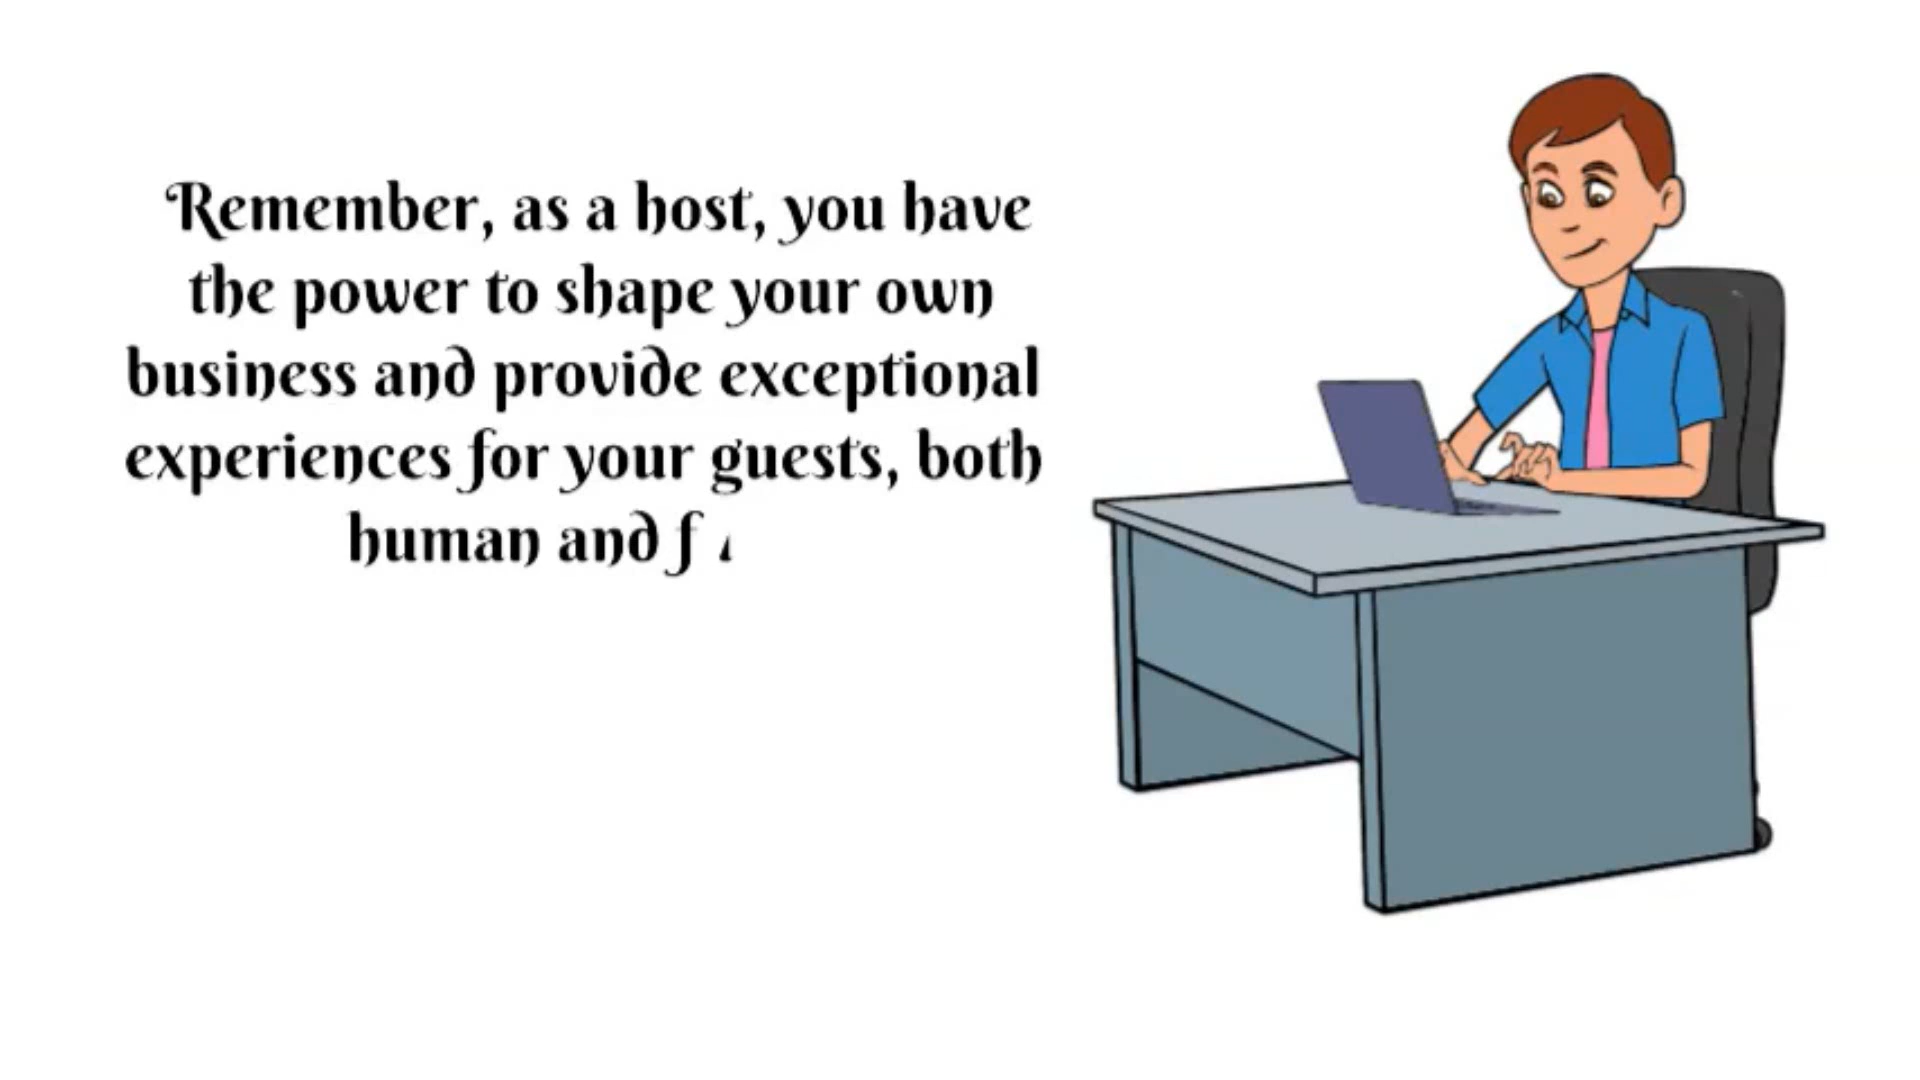 Remember, as a host, you have
the power to shape your own
business and provide exceptional
experiences for your guests, both
human and f